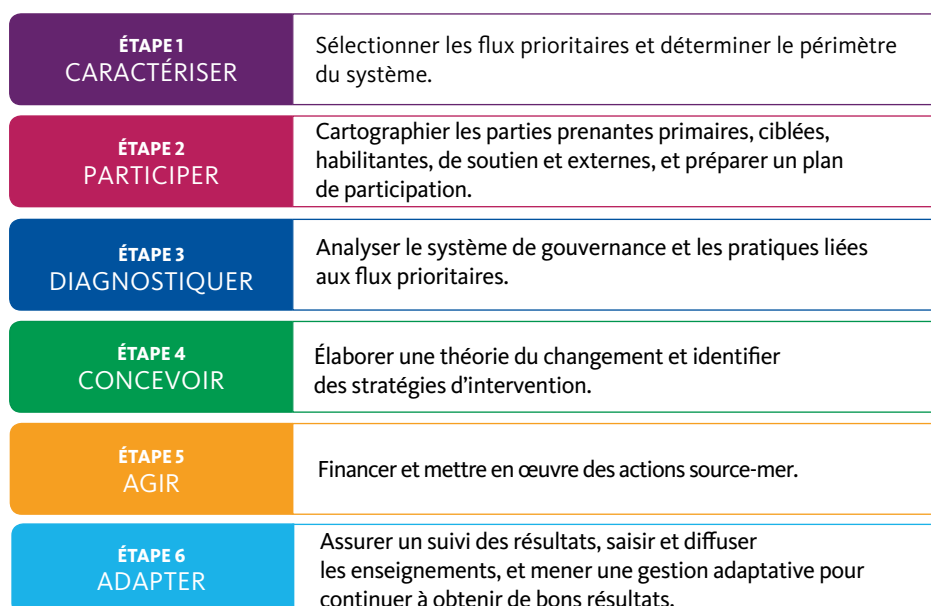 ÉTAPE 1
CARACTÉRISER
Sélectionner les flux prioritaires et déterminer le périmètre
du système.
ÉTAPE 2
PARTICIPER
Cartographier les parties prenantes primaires, ciblées,
habilitantes, de soutien et externes, et préparer un plan
de participation.
ÉTAPE 3
DIAGNOSTIQUER
Analyser le système de gouvernance et les pratiques liées
aux flux prioritaires.
ÉTAPE 4
CONCEVOIR
Élaborer une théorie du changement et identifier
des stratégies d’intervention.
ÉTAPE 5
AGIR
Financer et mettre en œuvre des actions source-mer.
ÉTAPE 6
ADAPTER
Assurer un suivi des résultats, saisir et diffuser
les enseignements, et mener une gestion adaptative pour
continuer à obtenir de bons résultats.